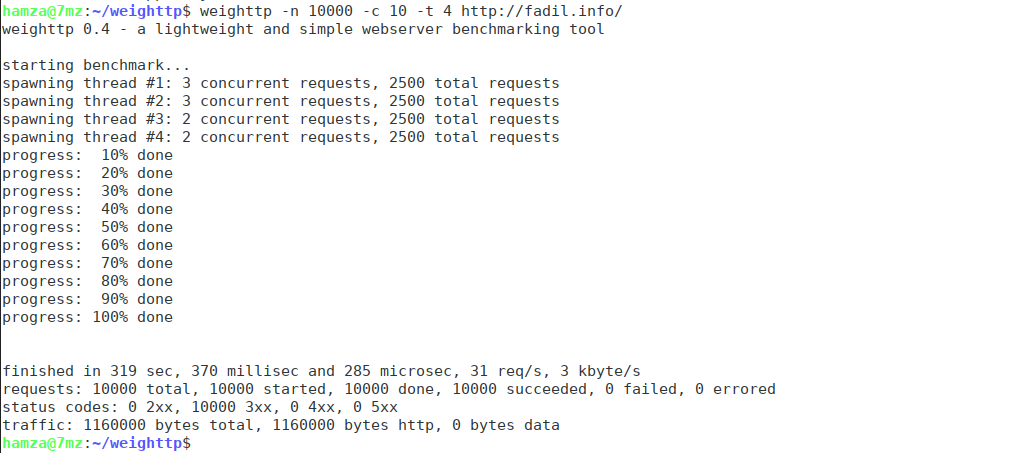 hamza@7mz:~/weighttp$ weighttp -n 10000 -c 10 -t 4 http://fadil.info/
weighttp 0.4 - a lightweight and simple webserver benchmarking tool

starting benchmark...
spawning thread #1: 3 concurrent requests, 2500 total requests
spawning thread #2: 3 concurrent requests, 2500 total requests
spawning thread #3: 2 concurrent requests, 2500 total requests
spawning thread #4: 2 concurrent requests, 2500 total requests
progress:  10% done
progress:  20% done
progress:  30% done
progress:  40% done
progress:  50% done
progress:  60% done
progress:  70% done
progress:  80% done
progress:  90% done
progress: 100% done


finished in 319 sec, 370 millisec and 285 microsec, 31 req/s, 3 kbyte/s
requests: 10000 total, 10000 started, 10000 done, 10000 succeeded, 0 failed, 0 errored
status codes: 0 2xx, 10000 3xx, 0 4xx, 0 5xx
traffic: 1160000 bytes total, 1160000 bytes http, 0 bytes data
hamza@7mz:~/weighttp$